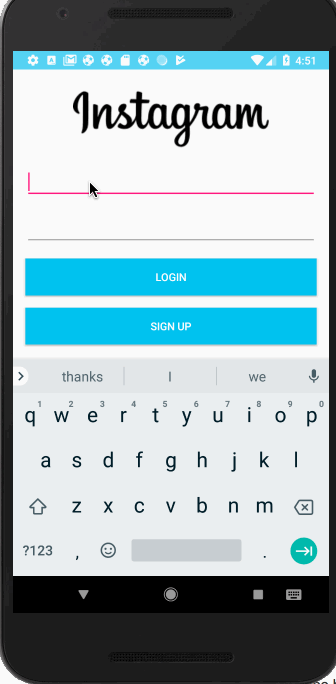 4:51
Instagram
LOGIN
SIGN UP
thanks I we
q1 w2 e3 r4 t5 y6 u7 i8 o9 p0
a s d f g h j k l
z x c v b n m
?123 , .